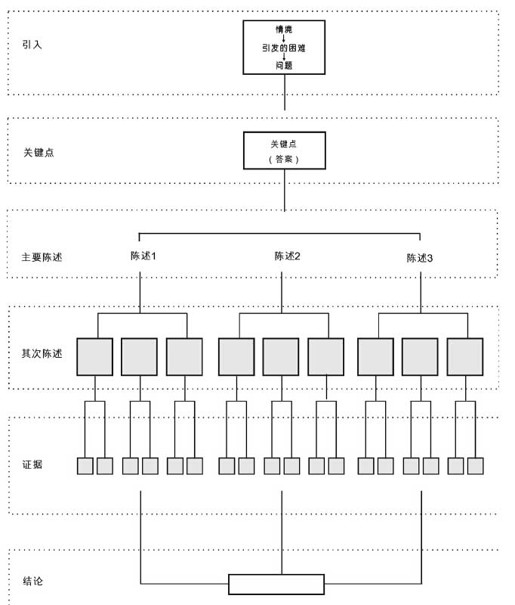 引入
情境
引发的困难
问题
关键点
关键点
(答案)
主要陈述
陈述1
陈述2
陈述3
其次陈述
证据
结论